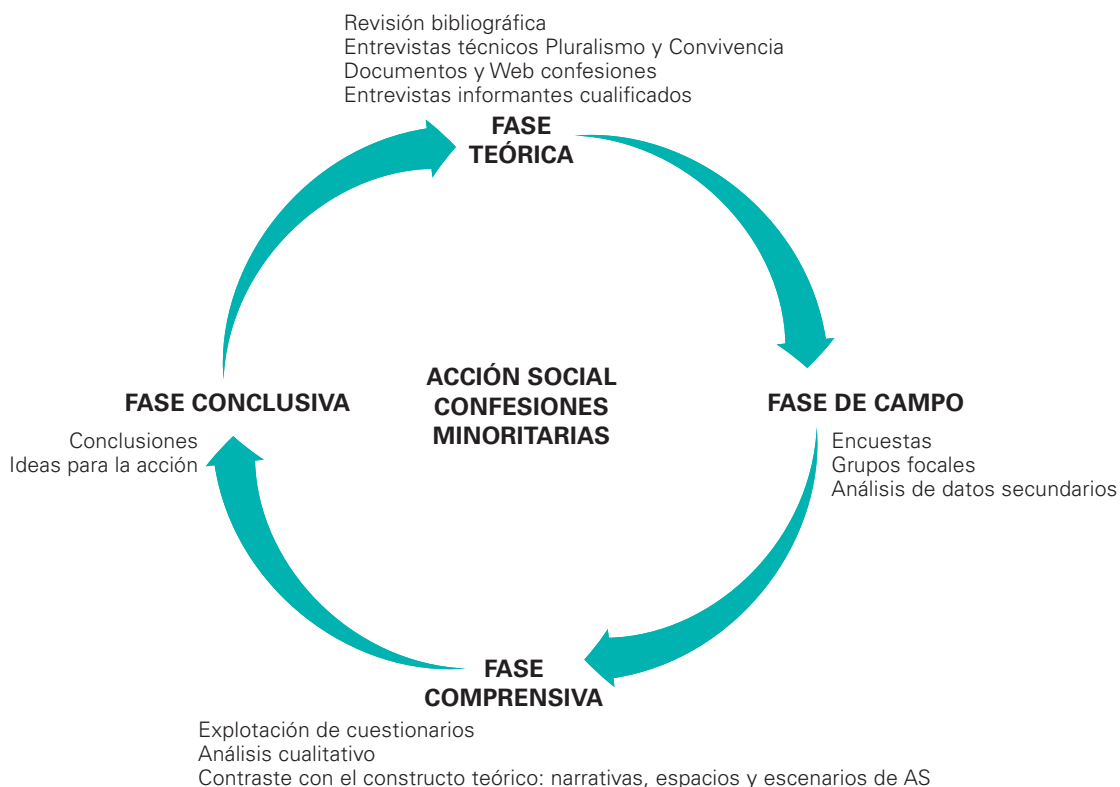 Revisión bibliográfica
Entrevistas técnicos Pluralismo y Convivencia
Documentos y Web confesiones
Entrevistas informantes cualificados
FASE
TEÓRICA
ACCIÓN SOCIAL
CONFESIONES
MINORITARIAS
FASE DE CAMPO
Encuestas
Grupos focales
Análisis de datos secundarios
FASE
COMPRENSIVA
Explotación de cuestionarios
Análisis cualitativo
Contraste con el constructo teórico: narrativas, espacios y escenarios de AS
FASE CONCLUSIVA
Conclusiones
Ideas para la acción